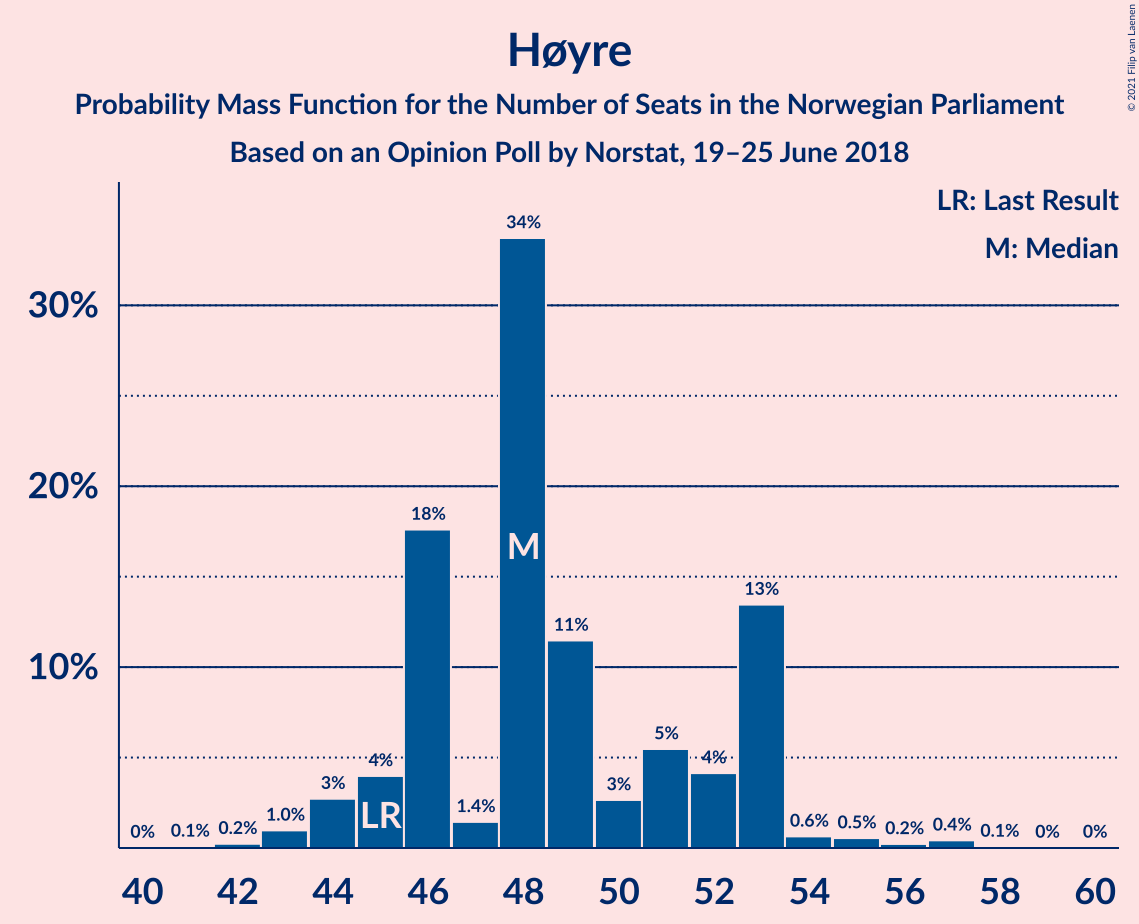 Høyre
Probability Mass Function for the Number of Seats in the Norwegian Parliament
Based on an Opinion Poll by Norstat, 19–25 June 2018
© 2021 Filip van Laenen
LR: Last Result
M: Median
30%
20%
10%
0%
0.1%
0.2%
1.0%
3%
4%
18%
1.4%
34%
11%
3%
5%
4%
13%
0.6%
0.5%
0.2%
0.4%
0.1%
0%
0%
LR
M
40 42 44 46 48 50 52 54 56 58 60